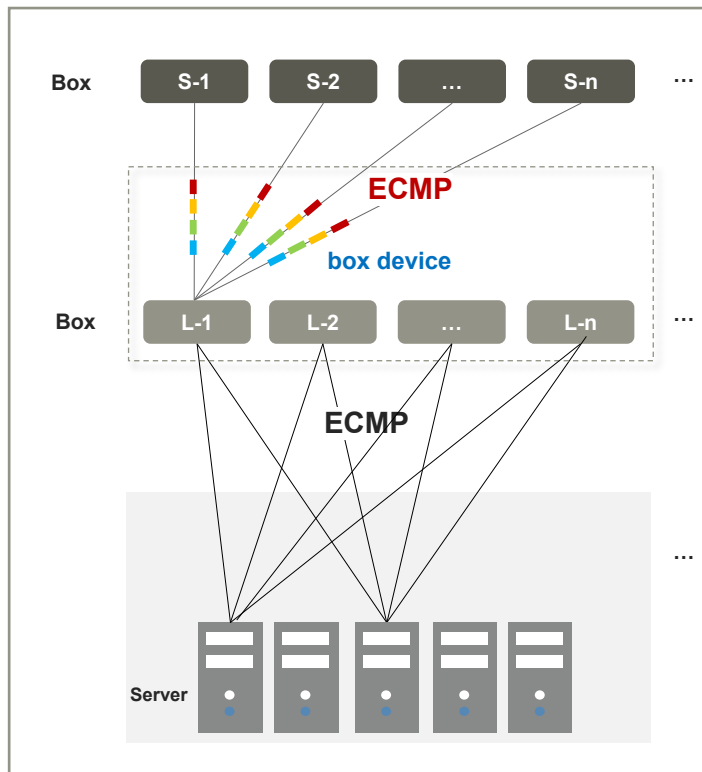 Box
S-1
S-2
...
S-n
...
ECMP
box device
Box
L-1
L-2
...
L-n
...
ECMP
...
Server